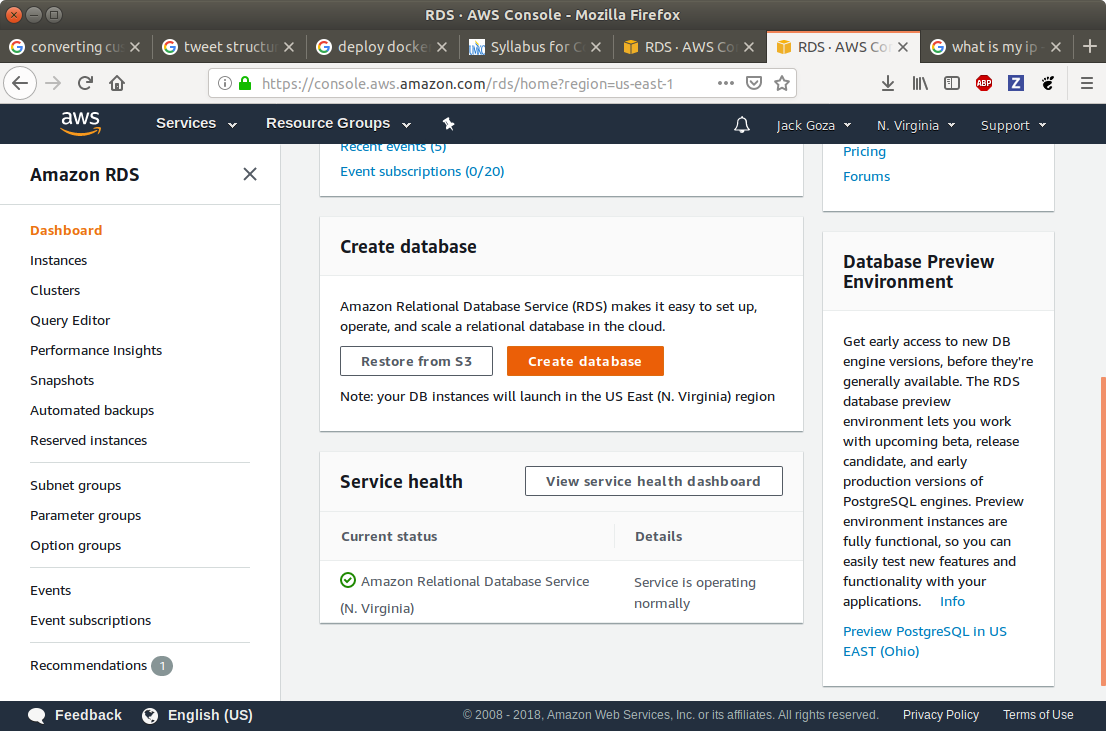 RDS · AWS Console - Mozilla Firefox
converting cus
tweet structu
deploy docke
Syllabus for C
RDS · AWS Co
RDS · AWS Co
what is my ip -
https://console.aws.amazon.com/rds/home?region=us-east-1
ABP
Z
aws
Services
Resource Groups
Jack Goza
N. Virginia
Support
Amazon RDS
Dashboard
Instances
Clusters
Query Editor
Performance Insights
Snapshots
Automated backups
Reserved instances
Subnet groups
Parameter groups
Option groups
Events
Event subscriptions
Recommendations 1
Recent events (5)
Event subscriptions (0/20)
Create database
Amazon Relational Database Service (RDS) makes it easy to set up,
operate, and scale a relational database in the cloud.
Restore from S3
Create database
Note: your DB instances will launch in the US East (N. Virginia) region
Service health
View service health dashboard
Current status
Details
Amazon Relational Database Service
(N. Virginia)
Service is operating
normally
Pricing
Forums
Database Preview
Environment
Get early access to new DB
engine versions, before they're
generally available. The RDS
database preview
environment lets you work
with upcoming beta, release
candidate, and early
production versions of
PostgreSQL engines. Preview
environment instances are
fully functional, so you can
easily test new features and
functionality with your
applications. Info
Preview PostgreSQL in US
EAST (Ohio)
Feedback
English (US)
© 2008 - 2018, Amazon Web Services, Inc. or its affiliates. All rights reserved.
Privacy Policy
Terms of Use